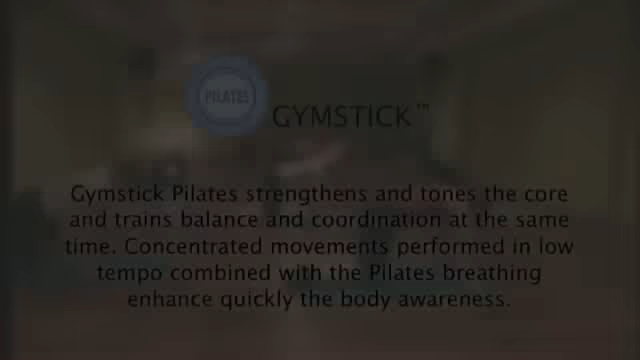 PILATES
GYMSTICK™
Gymstick Pilates strengthens and tones the core
and trains balance and coordination at the same
time. Concentrated movements performed in low
tempo combined with the Pilates breathing
enhance quickly the body awareness.